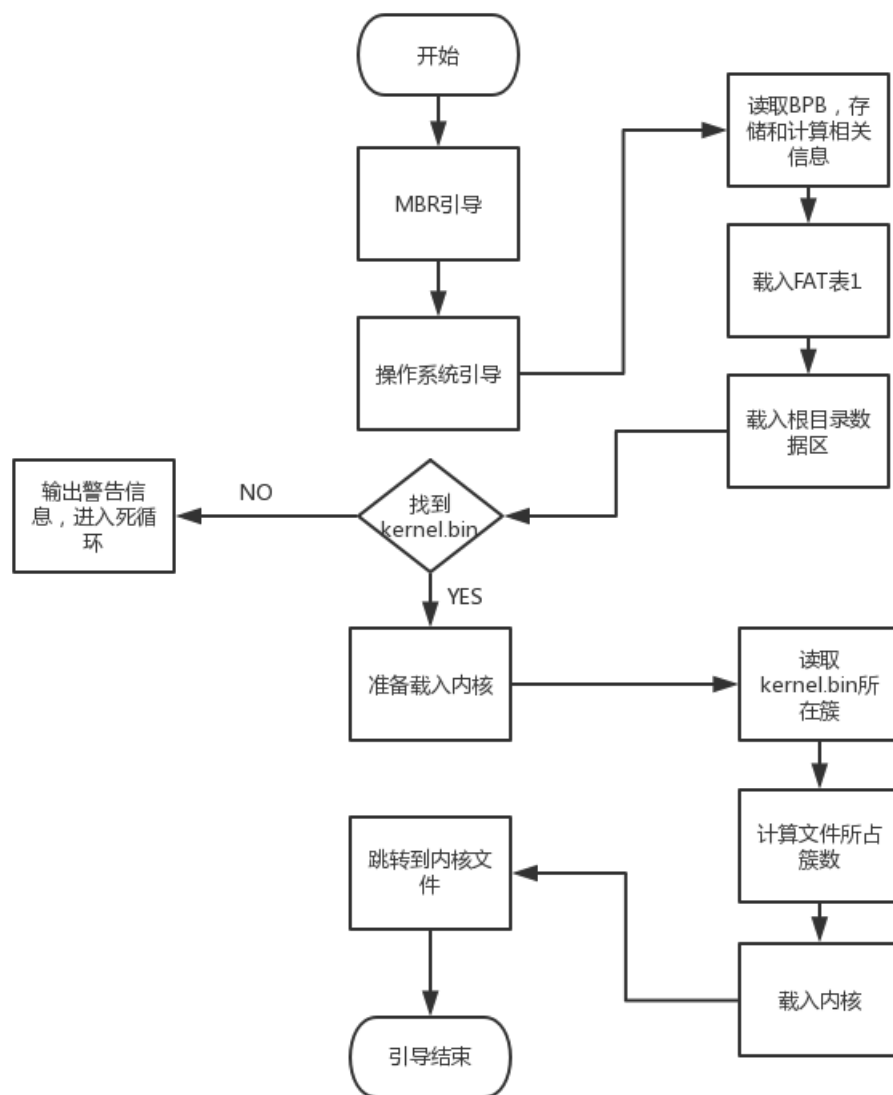 开始
MBR引导
操作系统引导
读取BPB，存
储和计算相关
信息
载入FAT表1
载入根目录数
据区
找到
kernel.bin
NO
输出警告信
息，进入死循
环
YES
准备载入内核
读取
kernel.bin所
在簇
计算文件所占
簇数
载入内核
跳转到内核文
件
引导结束